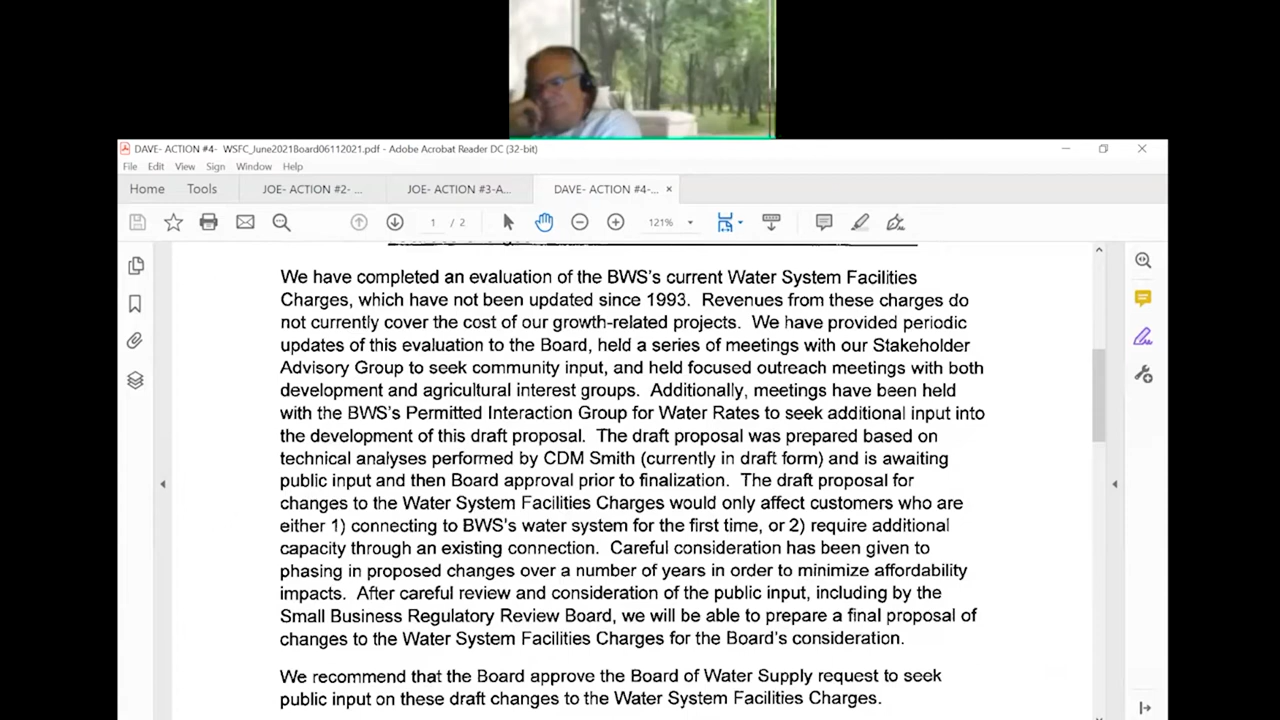 DAVE- ACTION #4- WSFC_June2021Board06112021.pdf - Adobe Acrobat Reader DC (32-bit)
File Edit View Sign Window Help
Home Tools JOE- ACTION #2- ... JOE- ACTION #3-A... DAVE- ACTION #4-... ×
1 / 2 121%
We have completed an evaluation of the BWS's current Water System Facilities
Charges, which have not been updated since 1993. Revenues from these charges do
not currently cover the cost of our growth-related projects. We have provided periodic
updates of this evaluation to the Board, held a series of meetings with our Stakeholder
Advisory Group to seek community input, and held focused outreach meetings with both
development and agricultural interest groups. Additionally, meetings have been held
with the BWS's Permitted Interaction Group for Water Rates to seek additional input into
the development of this draft proposal. The draft proposal was prepared based on
technical analyses performed by CDM Smith (currently in draft form) and is awaiting
public input and then Board approval prior to finalization. The draft proposal for
changes to the Water System Facilities Charges would only affect customers who are
either 1) connecting to BWS's water system for the first time, or 2) require additional
capacity through an existing connection. Careful consideration has been given to
phasing in proposed changes over a number of years in order to minimize affordability
impacts. After careful review and consideration of the public input, including by the
Small Business Regulatory Review Board, we will be able to prepare a final proposal of
changes to the Water System Facilities Charges for the Board's consideration.
We recommend that the Board approve the Board of Water Supply request to seek
public input on these draft changes to the Water System Facilities Charges.